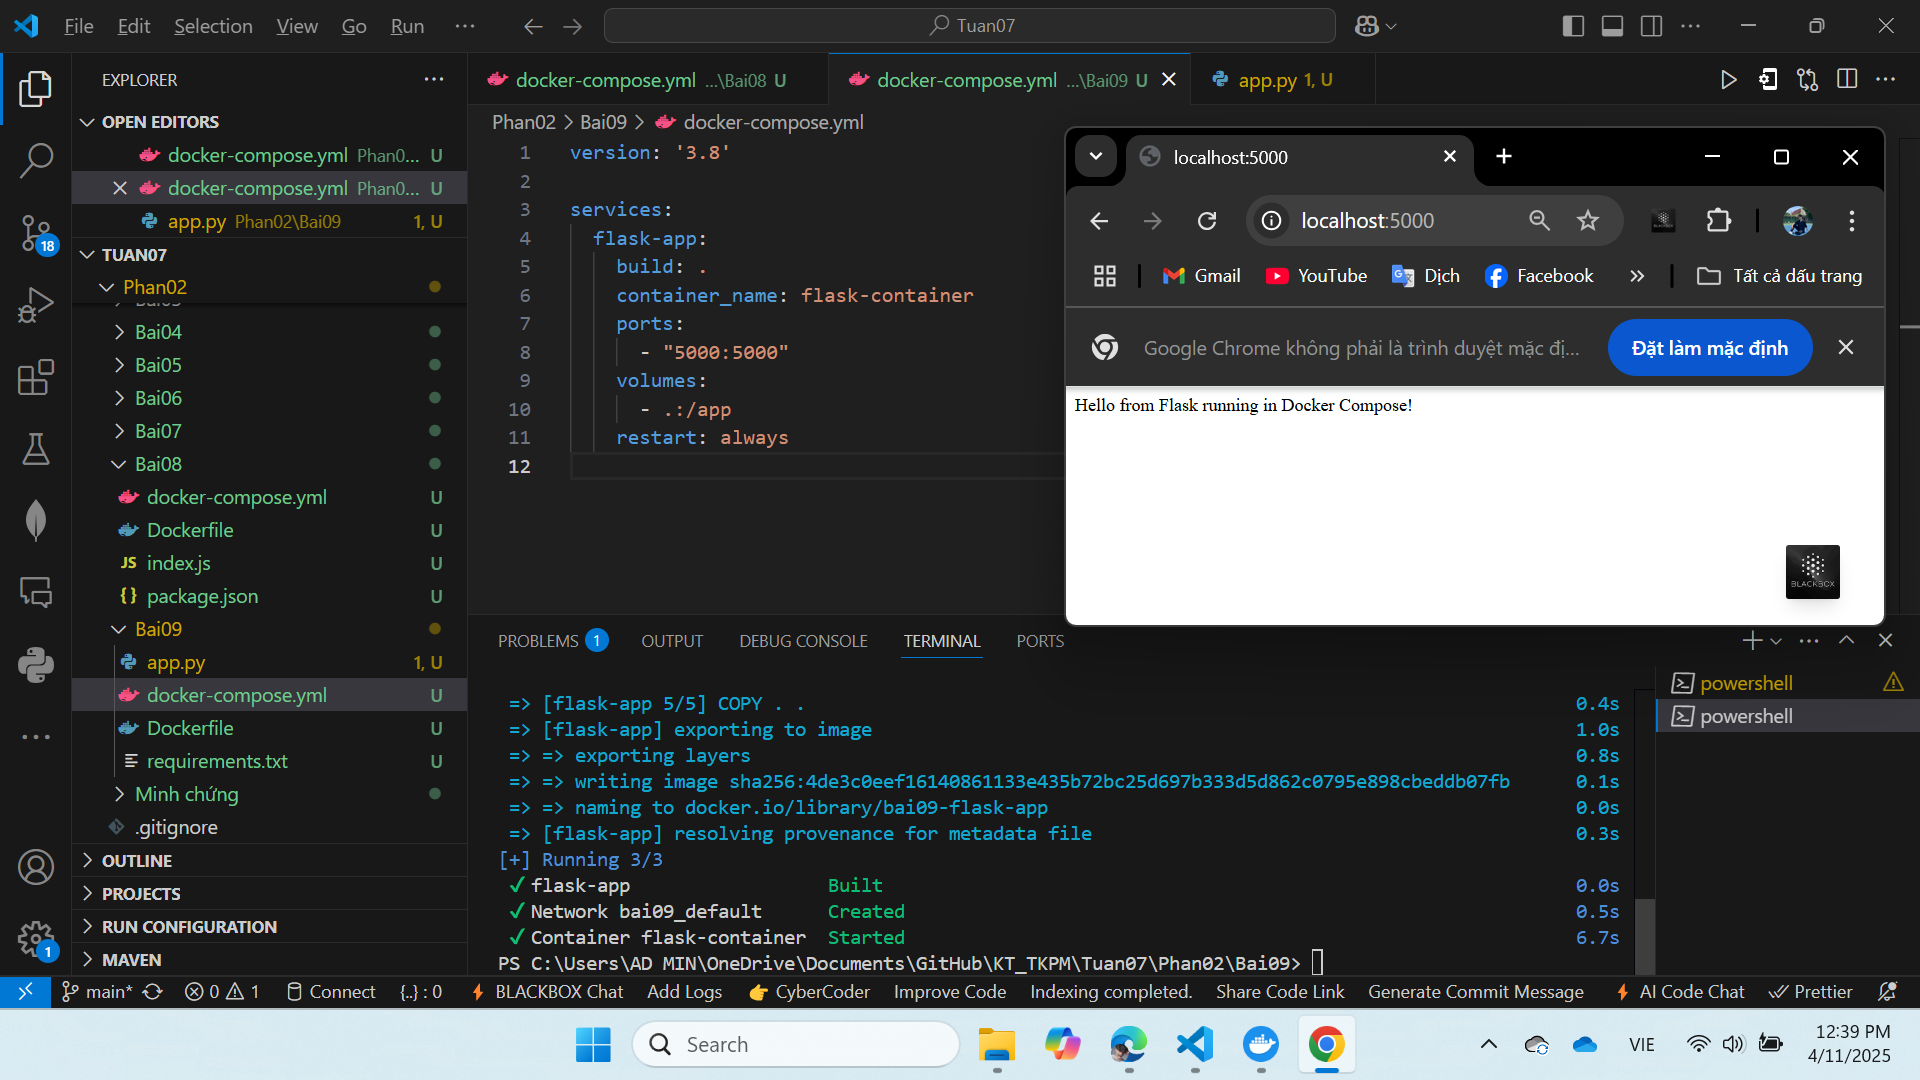 File Edit Selection View Go Run ···
Tuan07
EXPLORER
OPEN EDITORS
docker-compose.yml Phan0... U
docker-compose.yml Phan0... U
app.py Phan02\Bai09 1, U
TUAN07
Phan02
Bai04
Bai05
Bai06
Bai07
Bai08
docker-compose.yml U
Dockerfile U
JS index.js U
{} package.json U
Bai09
app.py 1, U
docker-compose.yml U
Dockerfile U
requirements.txt U
Minh chứng
.gitignore
OUTLINE
PROJECTS
RUN CONFIGURATION
MAVEN
18
1
docker-compose.yml ...\Bai08 U
docker-compose.yml ...\Bai09 U
app.py 1, U
Phan02 > Bai09 > docker-compose.yml
1 version: '3.8'
2
3 services:
4 flask-app:
5 build: .
6 container_name: flask-container
7 ports:
8 - "5000:5000"
9 volumes:
10 - .:/app
11 restart: always
12
localhost:5000
localhost:5000
Gmail YouTube Dịch Facebook » Tất cả dấu trang
Google Chrome không phải là trình duyệt mặc đị... Đặt làm mặc định
Hello from Flask running in Docker Compose!
BLACKBOX
PROBLEMS 1 OUTPUT DEBUG CONSOLE TERMINAL PORTS
=> [flask-app 5/5] COPY . . 0.4s
=> [flask-app] exporting to image 1.0s
=> => exporting layers 0.8s
=> => writing image sha256:4de3c0eef16140861133e435b72bc25d697b333d5d862c0795e898cbeddb07fb 0.1s
=> => naming to docker.io/library/bai09-flask-app 0.0s
=> [flask-app] resolving provenance for metadata file 0.3s
[+] Running 3/3
✔ flask-app Built 0.0s
✔ Network bai09_default Created 0.5s
✔ Container flask-container Started 6.7s
PS C:\Users\AD MIN\OneDrive\Documents\GitHub\KT_TKPM\Tuan07\Phan02\Bai09>
powershell
powershell
main* 0 1 Connect {..} : 0 BLACKBOX Chat Add Logs CyberCoder Improve Code Indexing completed. Share Code Link Generate Commit Message AI Code Chat Prettier
Search
VIE
12:39 PM
4/11/2025